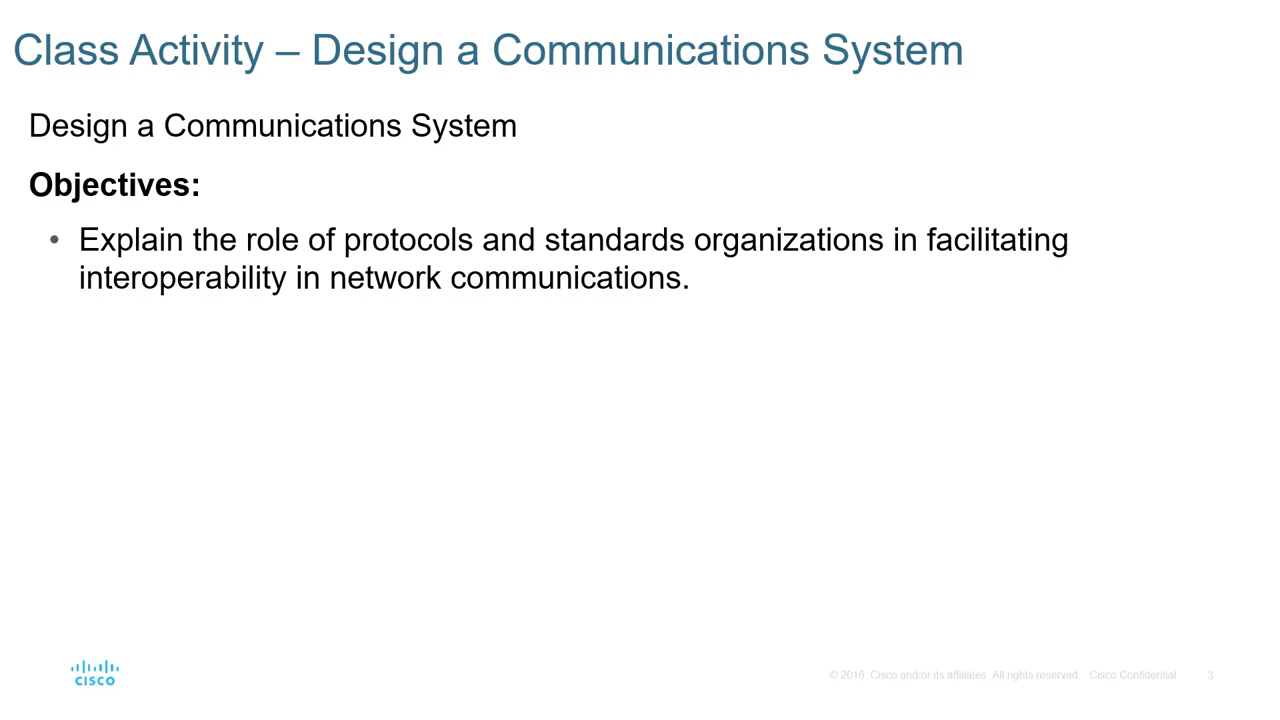 Class Activity – Design a Communications System
Design a Communications System
Objectives:
• Explain the role of protocols and standards organizations in facilitating
interoperability in network communications.
CISCO
© 2016 Cisco and/or its affiliates. All rights reserved. Cisco Confidential 3